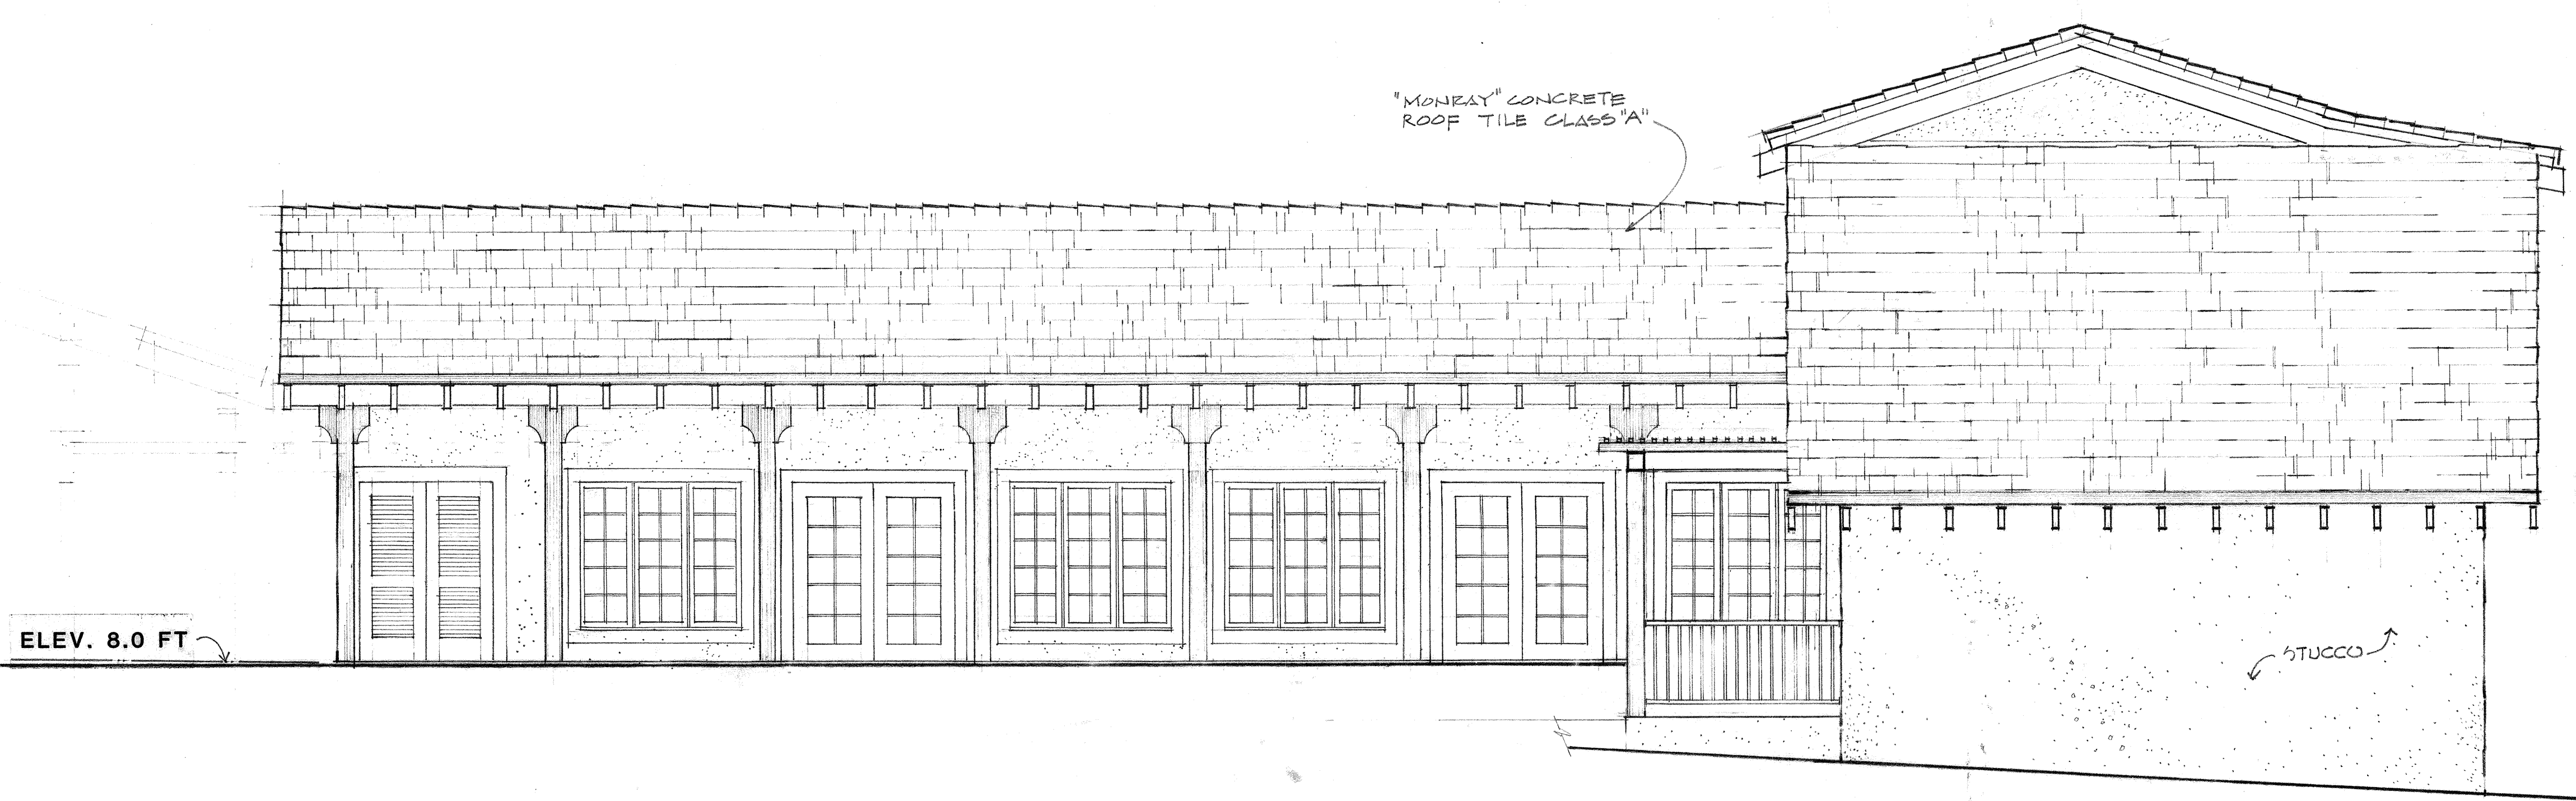 "MONRAY" CONCRETE
ROOF TILE CLASS "A"
ELEV. 8.0 FT
STUCCO